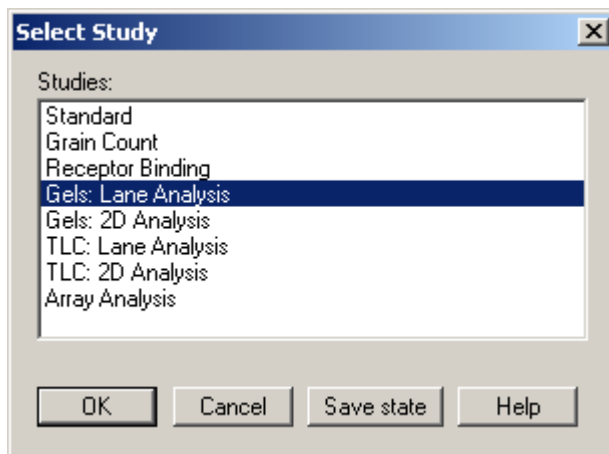 Select Study
Studies:
Standard
Grain Count
Receptor Binding
Gels: Lane Analysis
Gels: 2D Analysis
TLC: Lane Analysis
TLC: 2D Analysis
Array Analysis
OK Cancel Save state Help